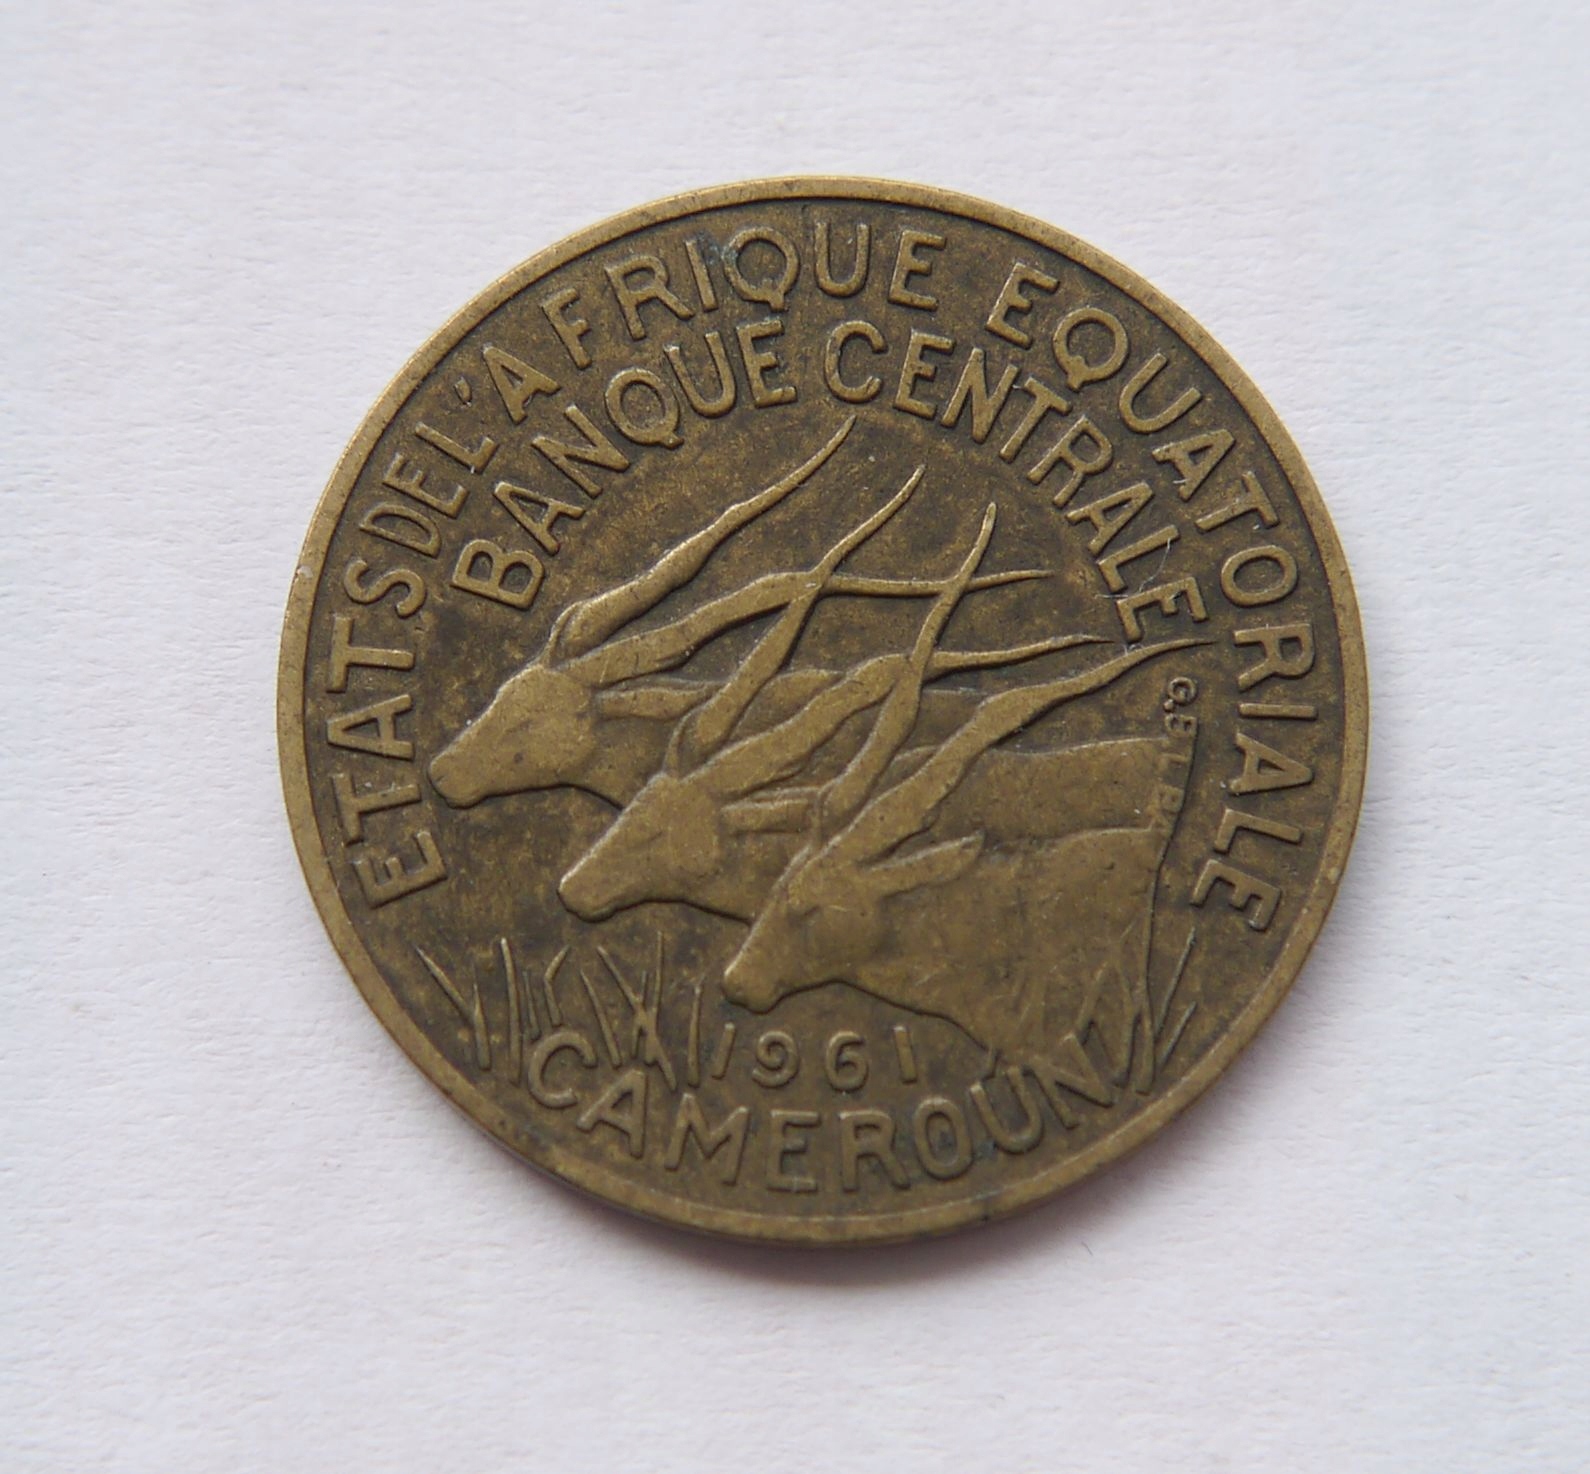 ETATS DE L'AFRIQUE EQUATORIALE
BANQUE CENTRALE
1961
CAMEROUN